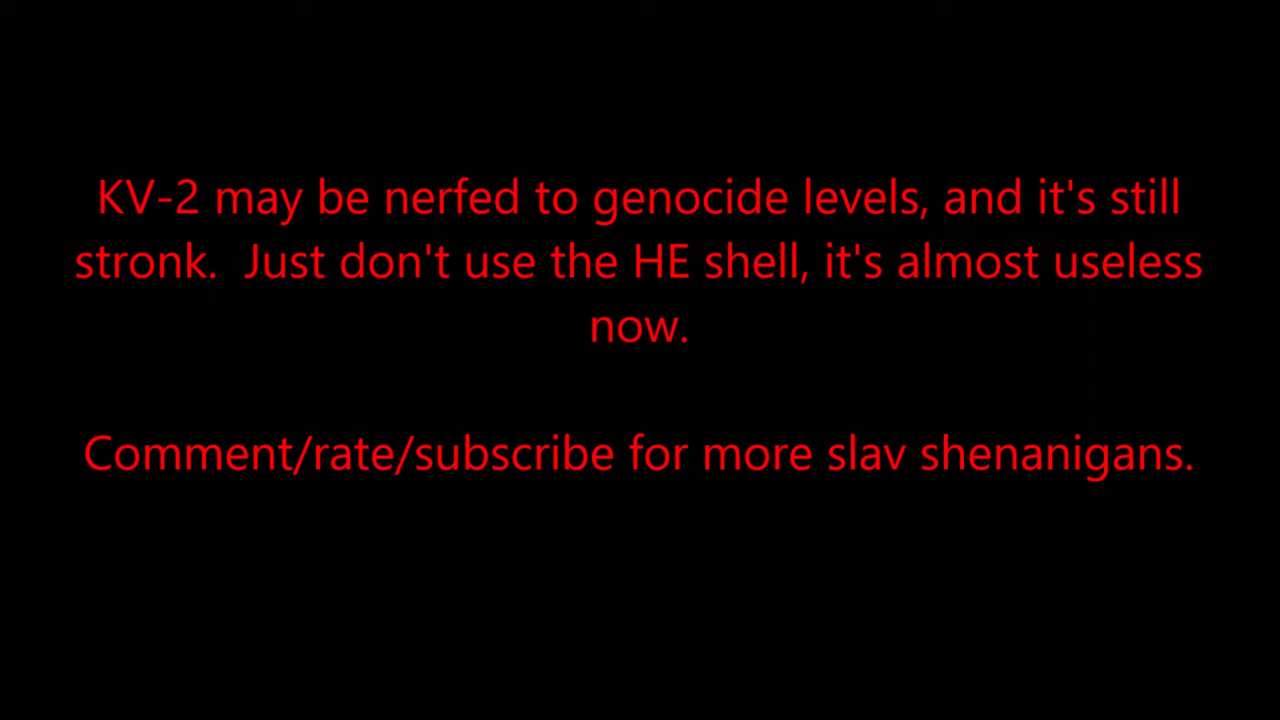 KV-2 may be nerfed to genocide levels, and it's still
stronk.  Just don't use the HE shell, it's almost useless
now.
Comment/rate/subscribe for more slav shenanigans.